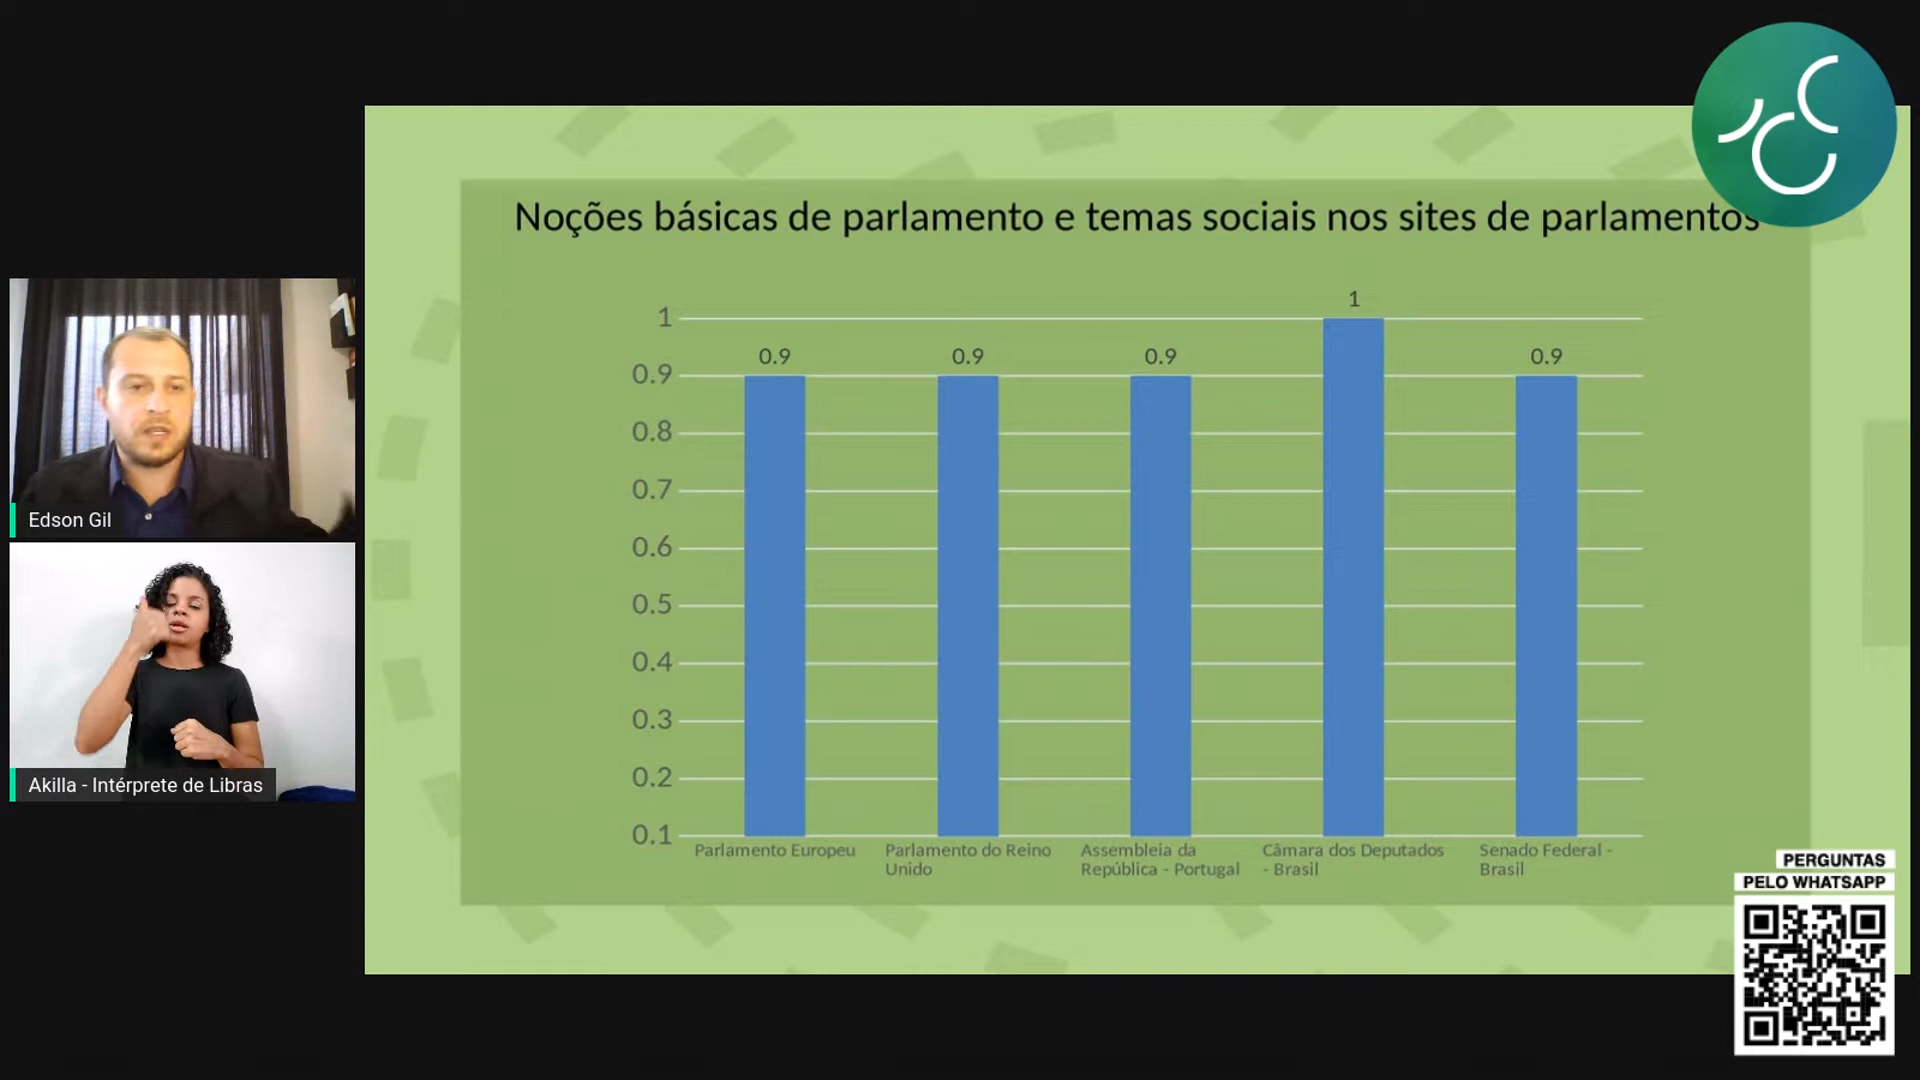 Noções básicas de parlamento e temas sociais nos sites de parlamentos
1
0.9
0.9
0.9
0.9
1
0.9
0.8
0.7
0.6
0.5
0.4
0.3
0.2
0.1
Parlamento Europeu
Parlamento do Reino
Unido
Assembleia da
República - Portugal
Câmara dos Deputados
- Brasil
Senado Federal -
Brasil
Edson Gil
Akilla - Intérprete de Libras
PERGUNTAS
PELO WHATSAPP